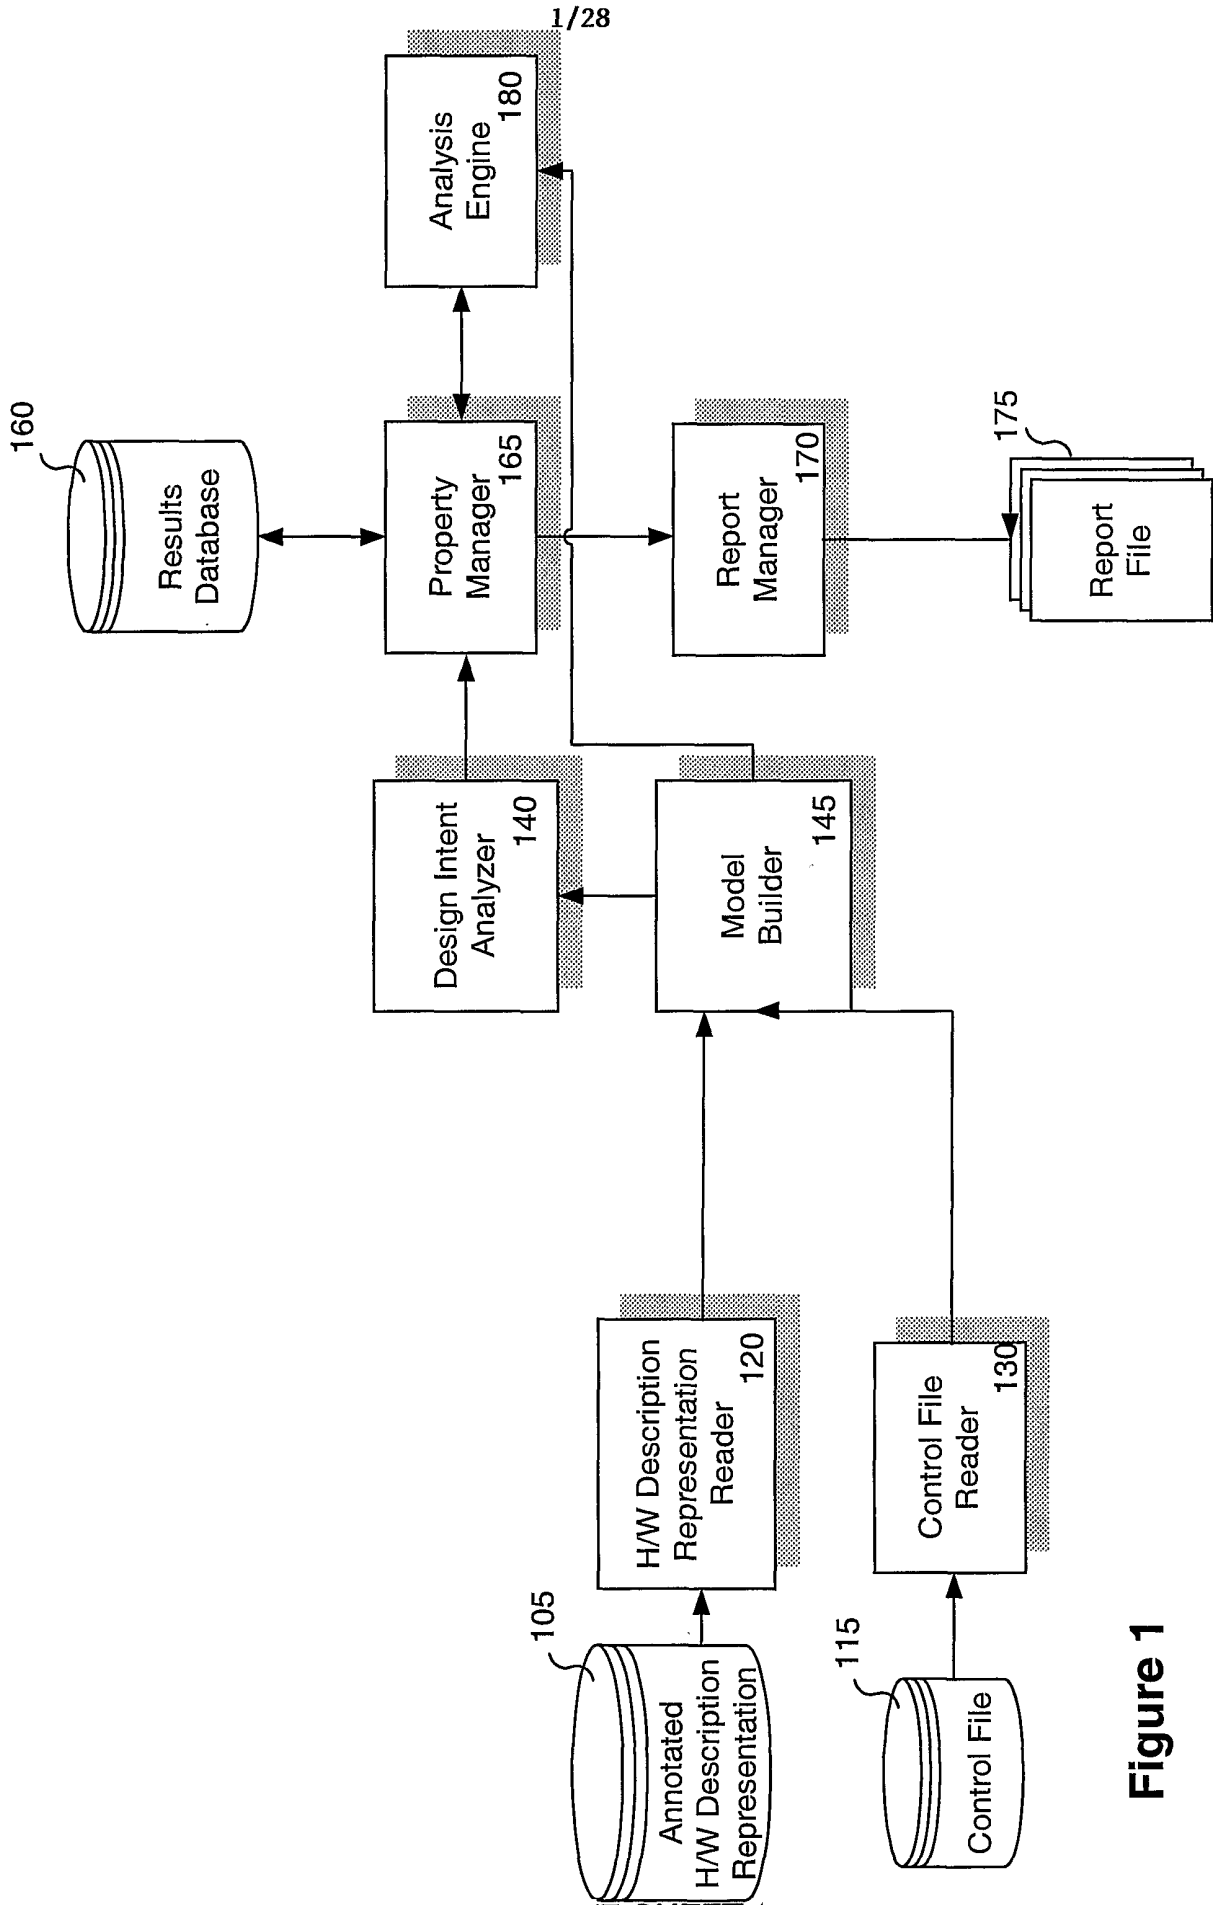 1/28
160
Results
Database
Analysis
Engine
180
Property
Manager
165
Design Intent
Analyzer
140
Report
Manager
170
175
Report
File
Model
Builder
145
H/W Description
Representation
Reader
120
105
Annotated
H/W Description
Representation
Control File
Reader
130
115
Control File
Figure 1